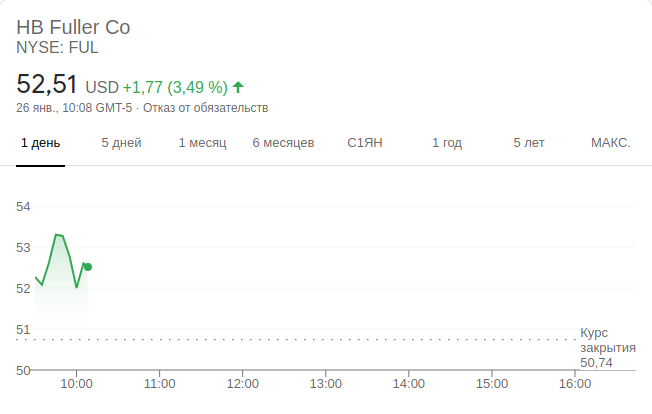 HB Fuller Co
NYSE: FUL
52,51 USD +1,77 (3,49 %)
26 янв., 10:08 GMT-5 · Отказ от обязательств
1 день 5 дней 1 месяц 6 месяцев С1ЯН 1 год 5 лет МАКС.
54
53
52
51
Курс
закрытия
50,74
50
10:00 11:00 12:00 13:00 14:00 15:00 16:00